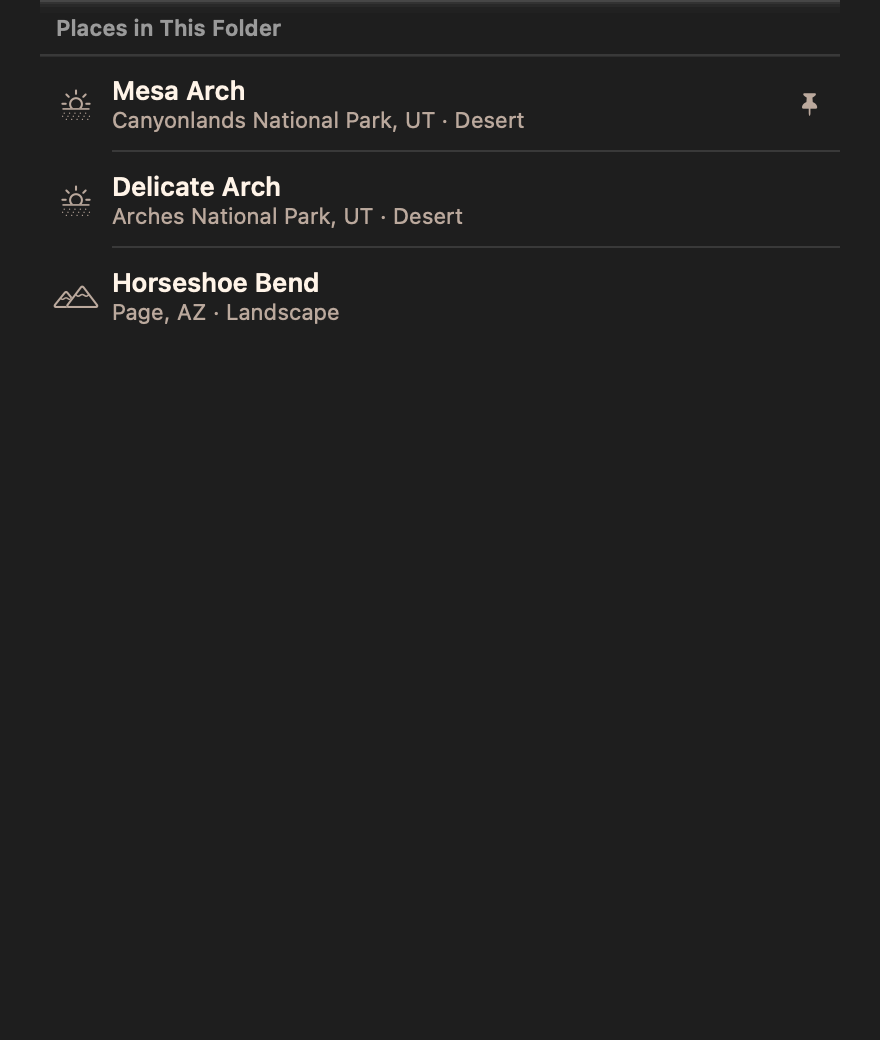 Places in This Folder
Mesa Arch
Canyonlands National Park, UT · Desert
Delicate Arch
Arches National Park, UT · Desert
Horseshoe Bend
Page, AZ · Landscape